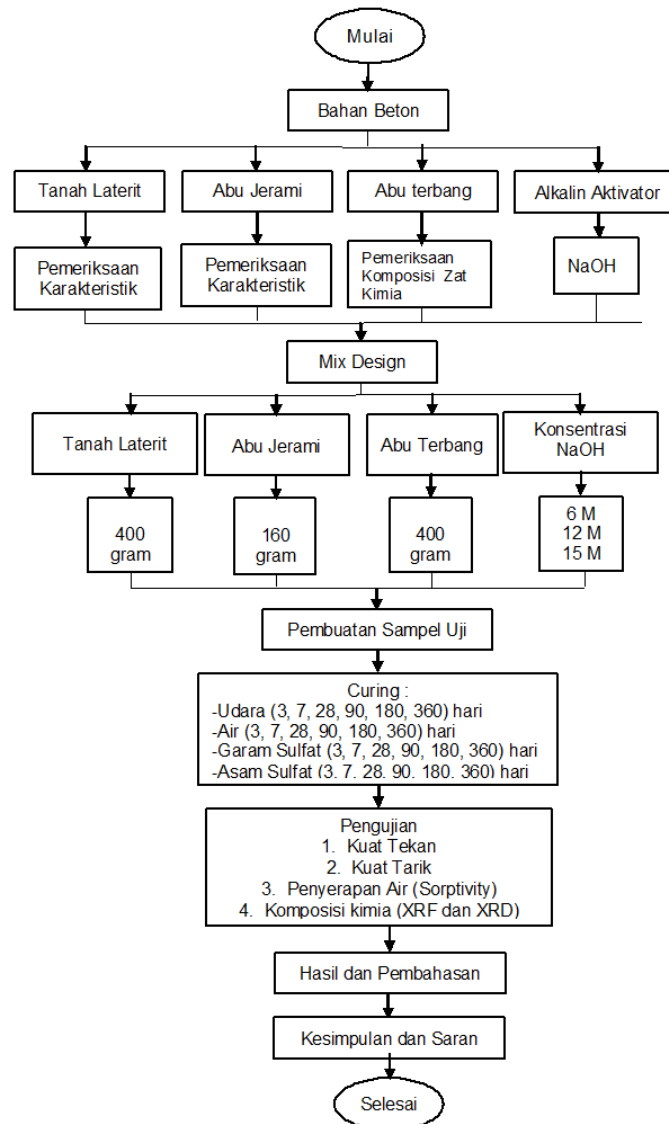 Mulai
Bahan Beton
Tanah Laterit
Abu Jerami
Abu terbang
Alkalin Aktivator
Pemeriksaan
Karakteristik
Pemeriksaan
Karakteristik
Pemeriksaan
Komposisi Zat
Kimia
NaOH
Mix Design
Tanah Laterit
Abu Jerami
Abu Terbang
Konsentrasi
NaOH
400
gram
160
gram
400
gram
6 M
12 M
15 M
Pembuatan Sampel Uji
Curing :
-Udara (3, 7, 28, 90, 180, 360) hari
-Air (3, 7, 28, 90, 180, 360) hari
-Garam Sulfat (3, 7, 28, 90, 180, 360) hari
-Asam Sulfat (3, 7, 28, 90, 180, 360) hari
Pengujian
1. Kuat Tekan
2. Kuat Tarik
3. Penyerapan Air (Sorptivity)
4. Komposisi kimia (XRF dan XRD)
Hasil dan Pembahasan
Kesimpulan dan Saran
Selesai